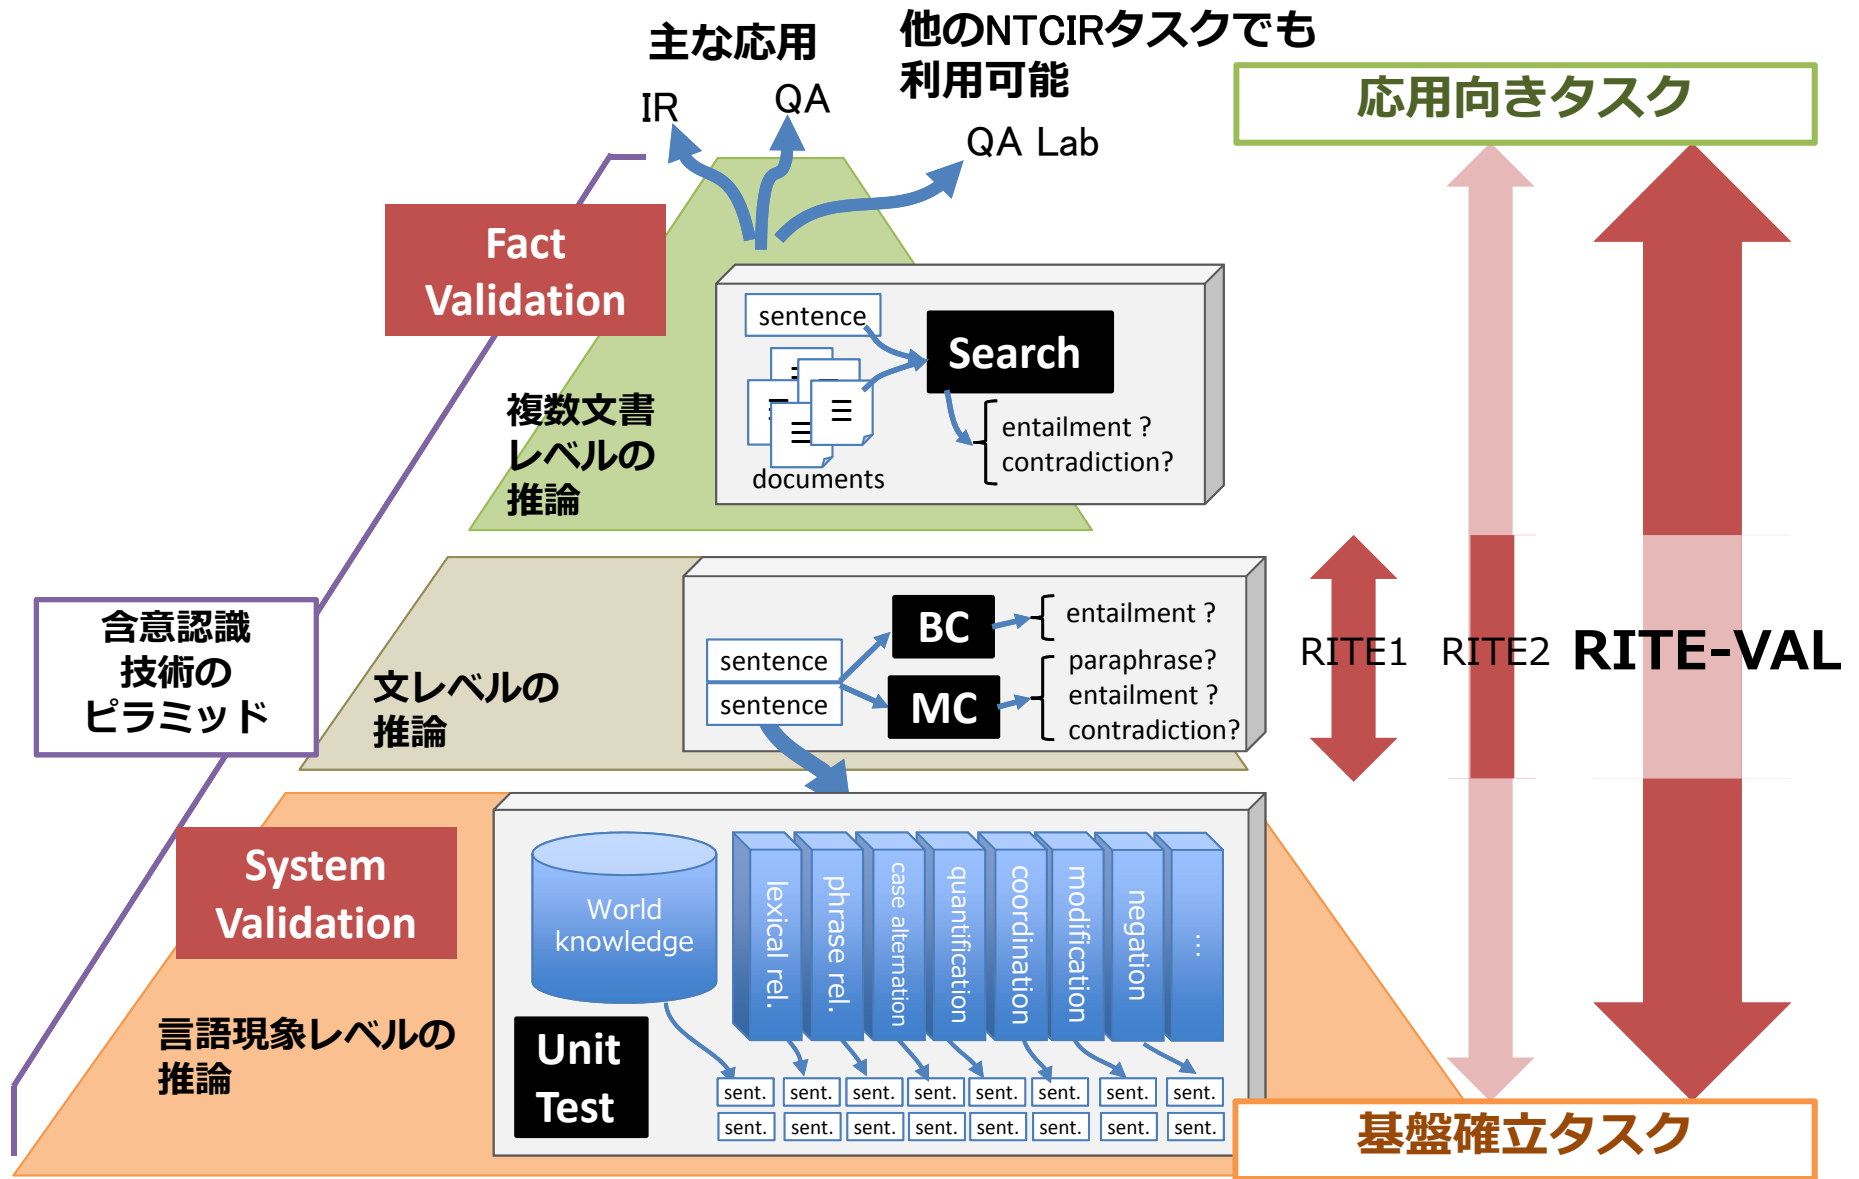 主な応用
他のNTCIRタスクでも
利用可能
IR
QA
QA Lab
応用向きタスク
Fact
Validation
sentence
Search
documents
entailment ?
contradiction?
複数文書
レベルの
推論
含意認識
技術の
ピラミッド
文レベルの
推論
sentence
sentence
BC
entailment ?
MC
paraphrase?
entailment ?
contradiction?
RITE1
RITE2
RITE-VAL
System
Validation
言語現象レベルの
推論
World
knowledge
lexical rel.
phrase rel.
case alternation
quantification
coordination
modification
negation
…
Unit
Test
sent. sent. sent. sent. sent. sent. sent. sent.
sent. sent. sent. sent. sent. sent. sent. sent.
基盤確立タスク